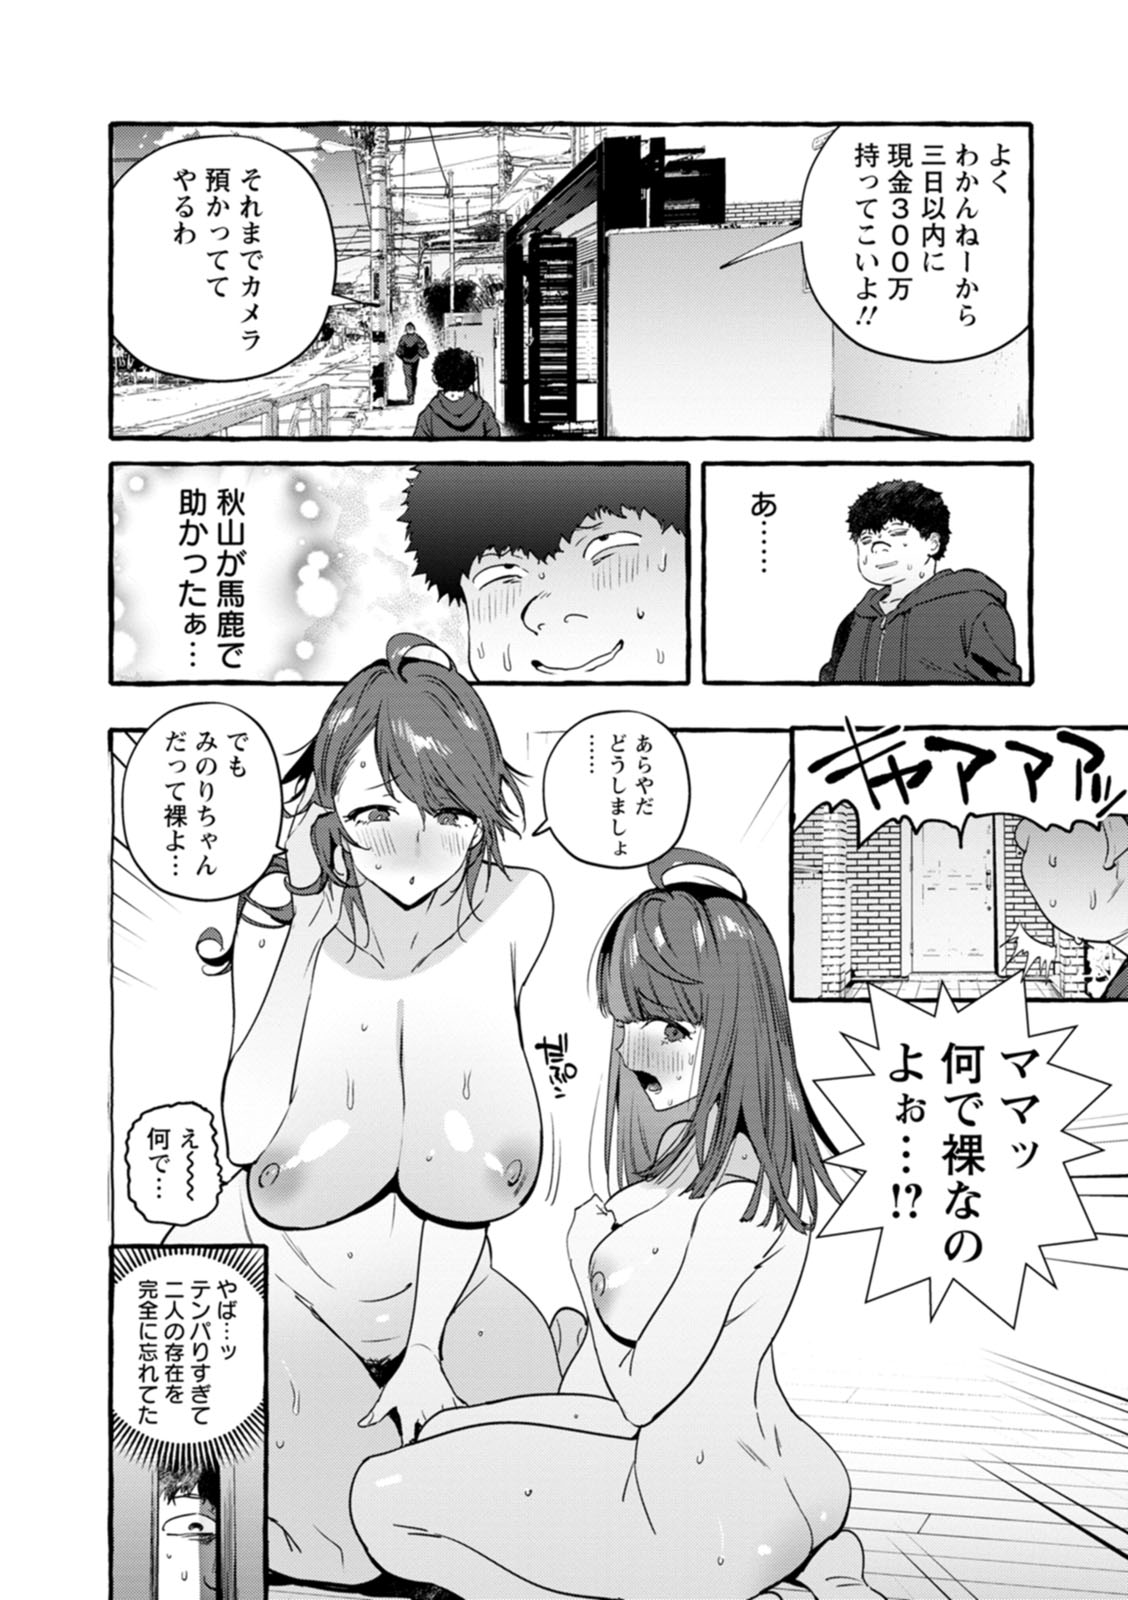 よく
わかんねーから
三日以内に
現金300万
持ってこいよ!!
それまでカメラ
預かってて
やるわ
あ……
秋山が馬鹿で
助かったぁ…
キャアアアアッ
ママッ
何で裸なの
よぉ…!?
あらやだ
どうしましょ
……
でも
みのりちゃん
だって裸よ…
え〜〜〜
何で…
やば…ッ
テンパりすぎて
二人の存在を
完全に忘れてた